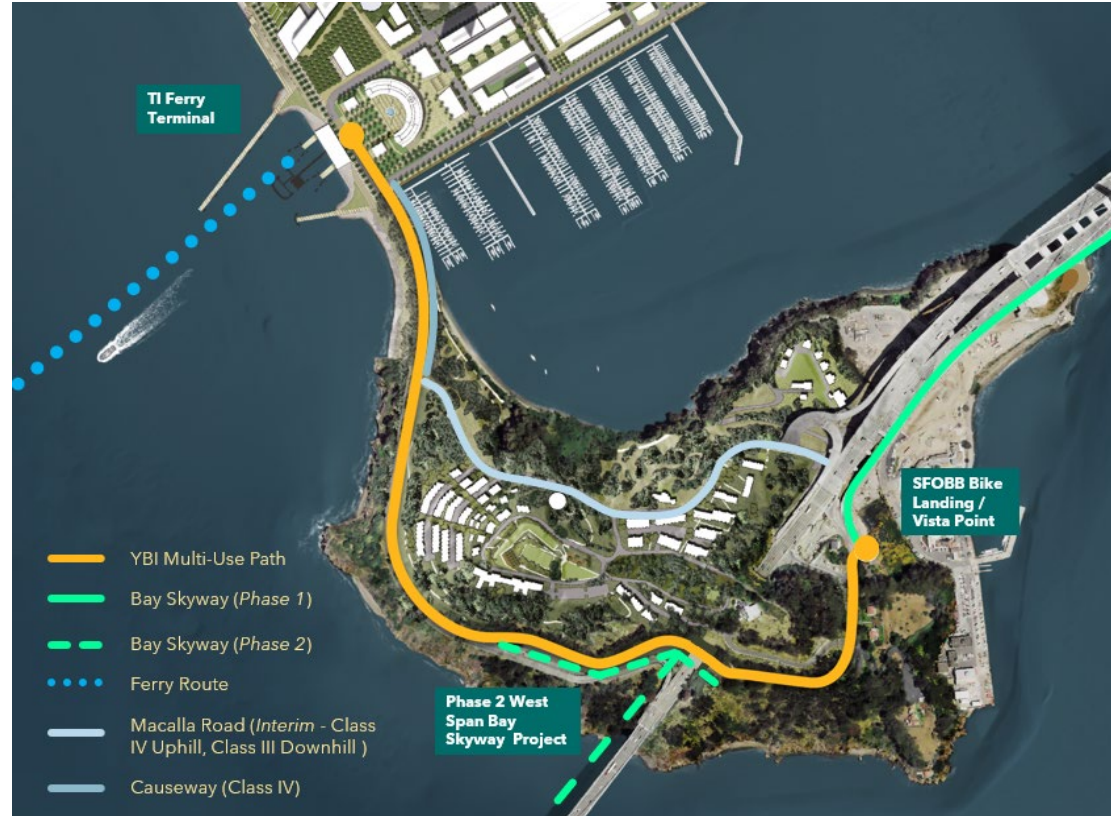 TI Ferry
Terminal
SFOBB Bike
Landing /
Vista Point
YBI Multi-Use Path
Bay Skyway (Phase 1)
Bay Skyway (Phase 2)
Ferry Route
Macalla Road (Interim - Class
IV Uphill, Class III Downhill )
Causeway (Class IV)
Phase 2 West
Span Bay
Skyway Project